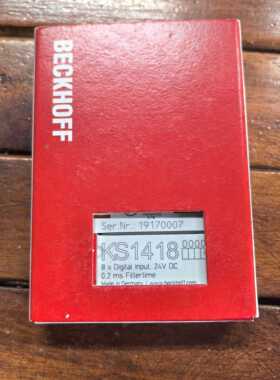 BECKHOFF
Ser.Nr.: 19170007
KS1418 0000
8 x Digital Input, 24V DC
0.2 ms Filtertime
Made in Germany | www.beckhoff.com